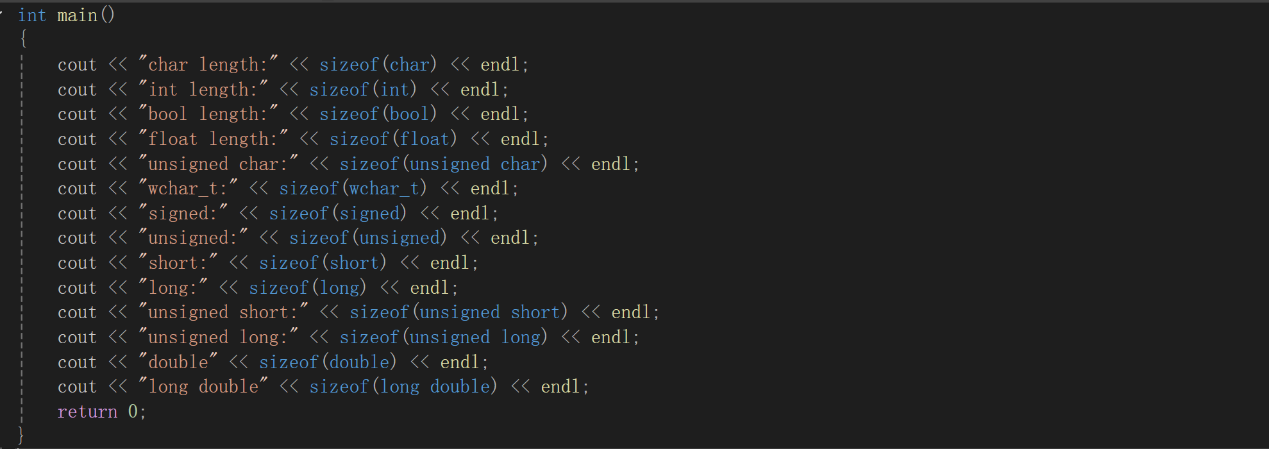 int main()
{
cout << "char length:" << sizeof(char) << endl;
cout << "int length:" << sizeof(int) << endl;
cout << "bool length:" << sizeof(bool) << endl;
cout << "float length:" << sizeof(float) << endl;
cout << "unsigned char:" << sizeof(unsigned char) << endl;
cout << "wchar_t:" << sizeof(wchar_t) << endl;
cout << "signed:" << sizeof(signed) << endl;
cout << "unsigned:" << sizeof(unsigned) << endl;
cout << "short:" << sizeof(short) << endl;
cout << "long:" << sizeof(long) << endl;
cout << "unsigned short:" << sizeof(unsigned short) << endl;
cout << "unsigned long:" << sizeof(unsigned long) << endl;
cout << "double" << sizeof(double) << endl;
cout << "long double" << sizeof(long double) << endl;
return 0;
}